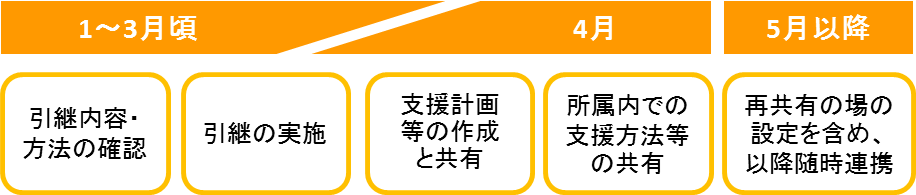 1～3月頃
4月
5月以降
引継内容・
方法の確認
引継の実施
支援計画
等の作成
と共有
所属内での
支援方法等
の共有
再共有の場の
設定を含め、
以降随時連携